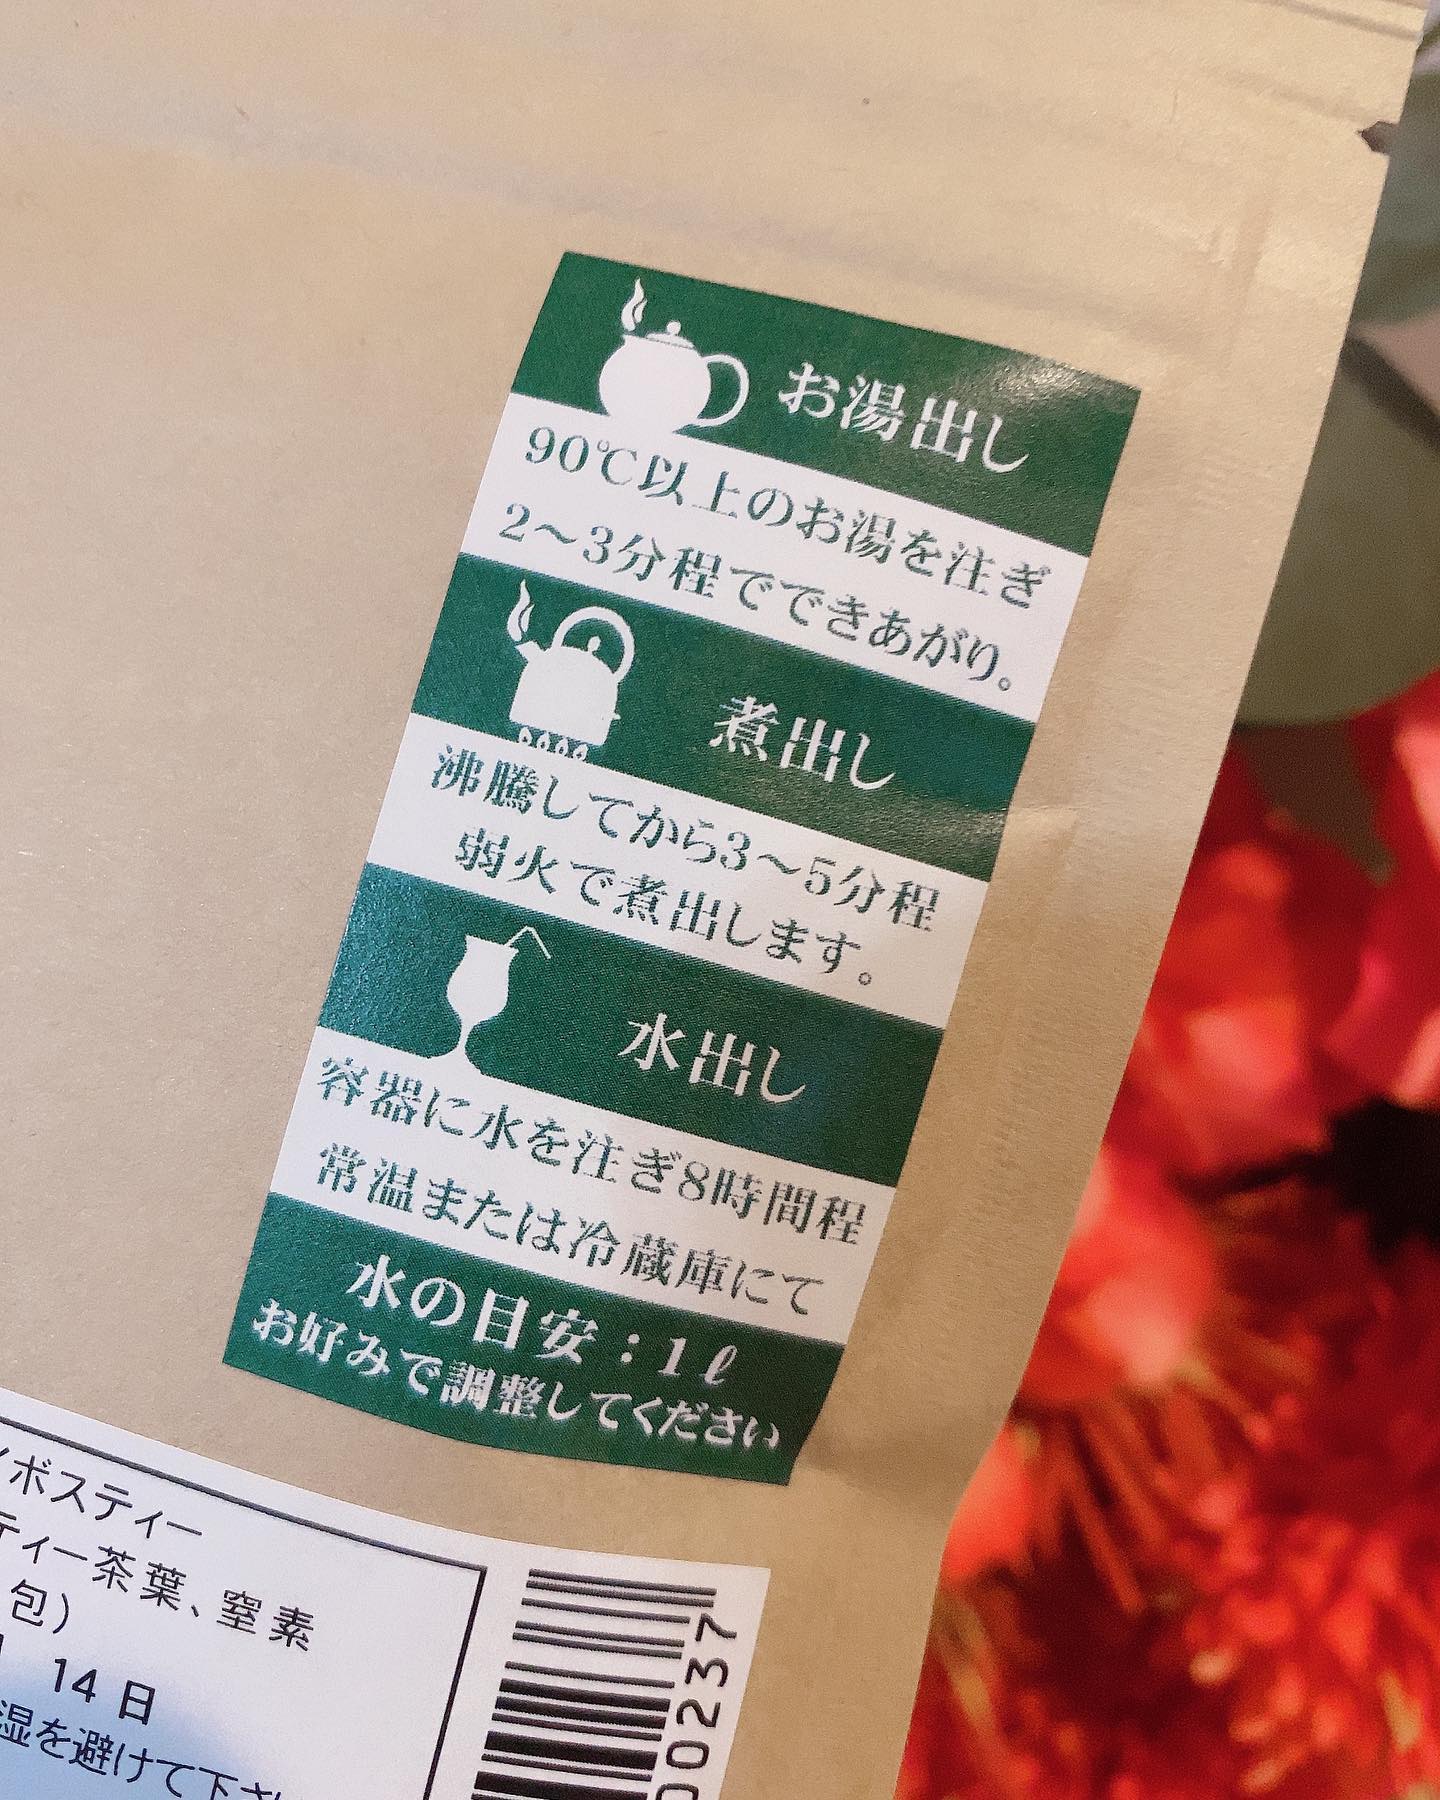 お湯出し
90℃以上のお湯を注ぎ
2～3分程でできあがり。
煮出し
沸騰してから3～5分程
弱火で煮出します。
水出し
容器に水を注ぎ8時間程
常温または冷蔵庫にて
水の目安：1ℓ
お好みで調整してください
イボスティー
ティー茶葉、窒素
包）
14日
湿を避けて下さ
00237